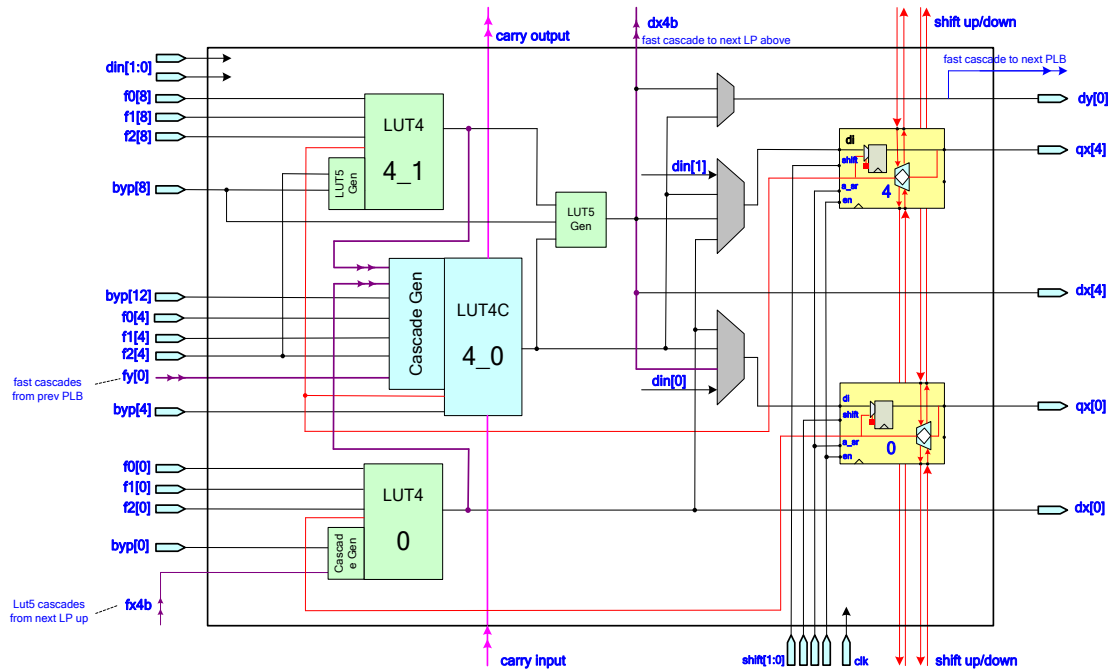 dx4b
shift up/down
carry output
fast cascade to next LP above
fast cascade to next PLB
din[1:0]
f0[8]
f1[8]
f2[8]
byp[8]
LUT4
4_1
LUT5
Gen
dy[0]
di
shift
a_sr
en
4
qx[4]
din[1]
LUT5
Gen
byp[12]
f0[4]
f1[4]
f2[4]
fy[0]
byp[4]
fast cascades
from prev PLB
Cascade Gen
LUT4C
4_0
dx[4]
din[0]
di
shift
a_sr
en
0
qx[0]
f0[0]
f1[0]
f2[0]
byp[0]
LUT4
0
Cascad
e Gen
dx[0]
fx4b
Lut5 cascades
from next LP up
carry input
shift[1:0]
clk
shift up/down